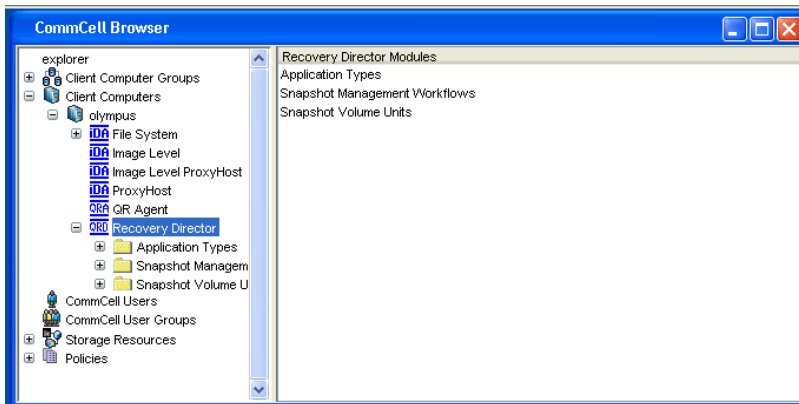 CommCell Browser
explorer
Client Computer Groups
Client Computers
olympus
iDA File System
iDA Image Level
iDA Image Level ProxyHost
iDA ProxyHost
QRA QR Agent
QRD Recovery Director
Application Types
Snapshot Managem
Snapshot Volume U
CommCell Users
CommCell User Groups
Storage Resources
Policies
Recovery Director Modules
Application Types
Snapshot Management Workflows
Snapshot Volume Units